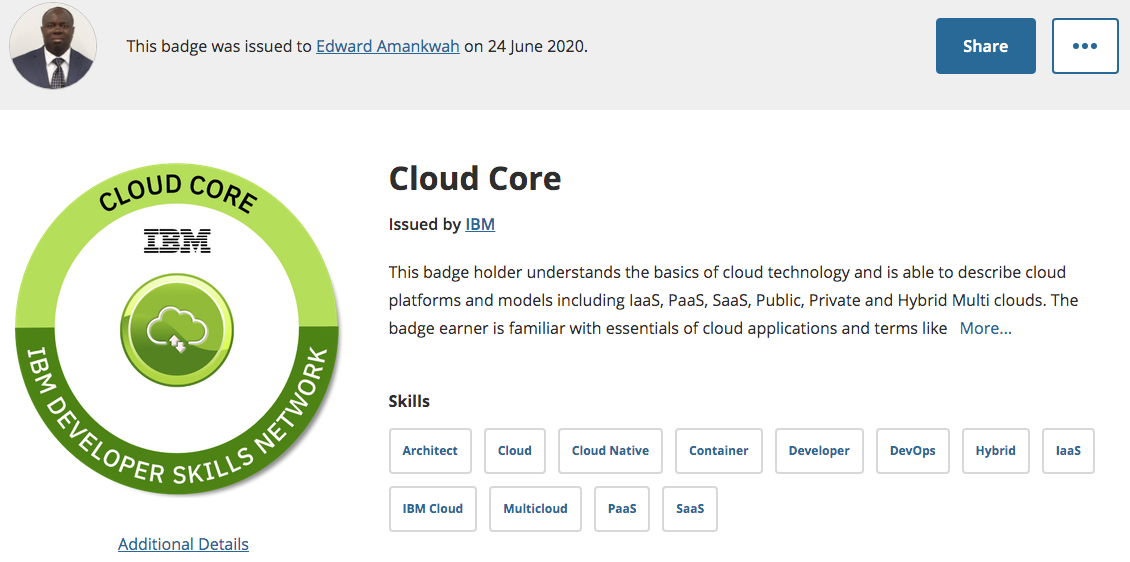 This badge was issued to Edward Amankwah on 24 June 2020.
Share
CLOUD CORE
IBM
IBM DEVELOPER SKILLS NETWORK
Additional Details
Cloud Core
Issued by IBM
This badge holder understands the basics of cloud technology and is able to describe cloud
platforms and models including IaaS, PaaS, SaaS, Public, Private and Hybrid Multi clouds. The
badge earner is familiar with essentials of cloud applications and terms like More...
Skills
Architect Cloud Cloud Native Container Developer DevOps Hybrid IaaS
IBM Cloud Multicloud PaaS SaaS